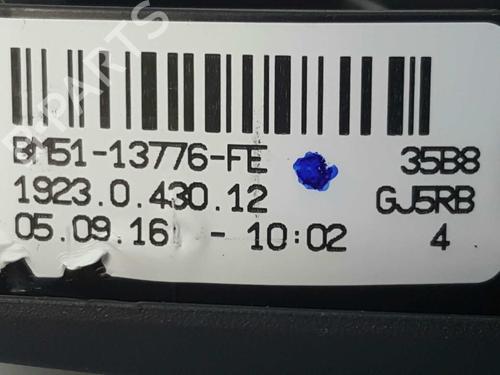 BM51-13776-FE 35B8
1923.0.430.12 GJ5RB
05.09.16 - 10:02 4